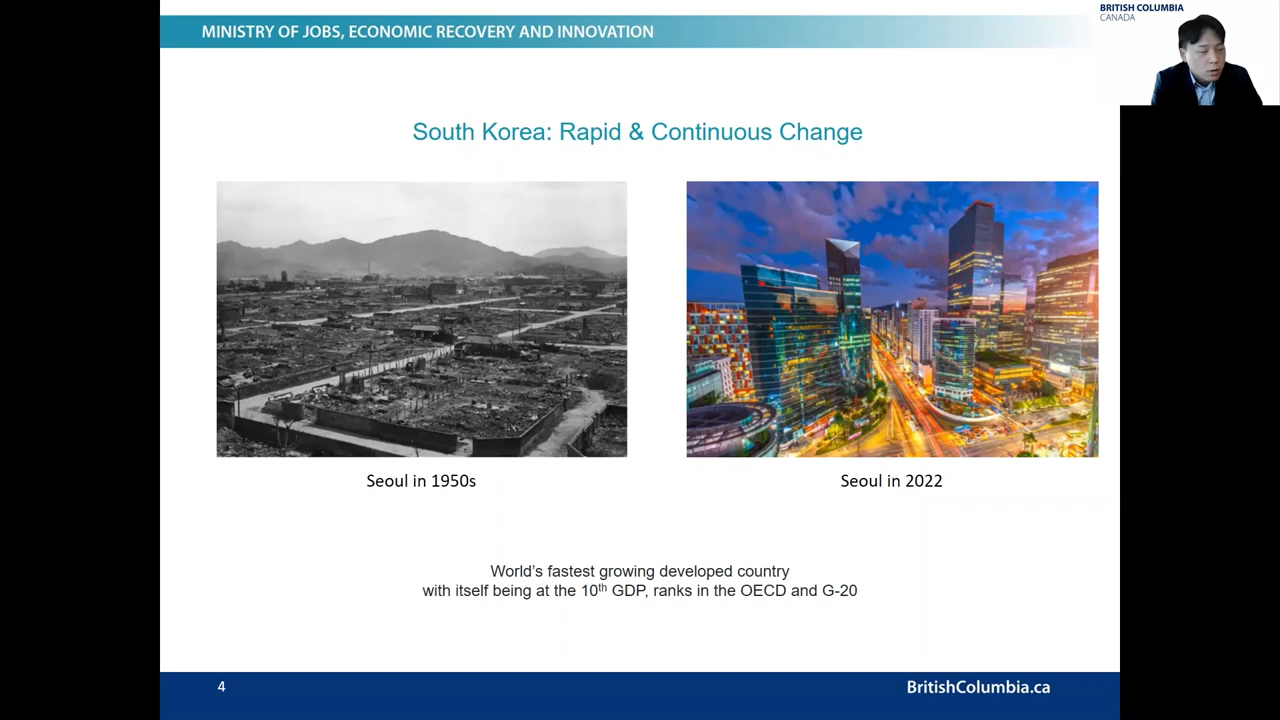 BRITISH COLUMBIA
CANADA
MINISTRY OF JOBS, ECONOMIC RECOVERY AND INNOVATION
South Korea: Rapid & Continuous Change
Seoul in 1950s
Seoul in 2022
World’s fastest growing developed country
with itself being at the 10th GDP, ranks in the OECD and G-20
4
BritishColumbia.ca